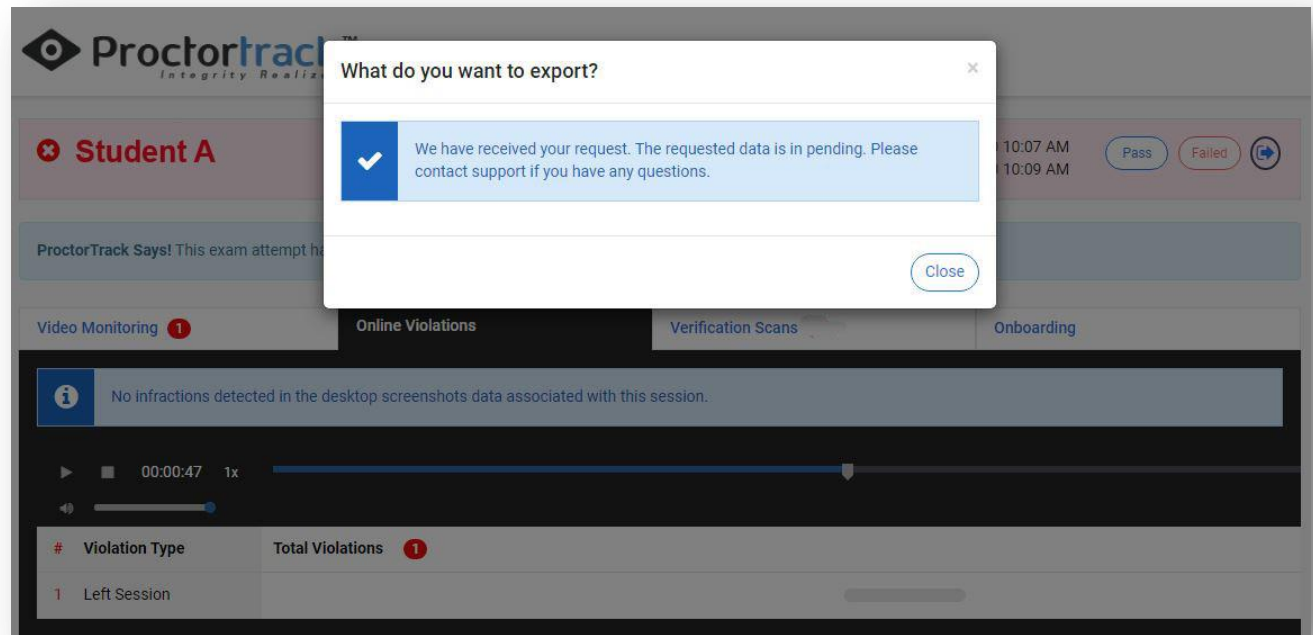 Proctortrac ™
Integrity Realiz
What do you want to export?
×
We have received your request. The requested data is in pending. Please
contact support if you have any questions.
Close
Student A
10:07 AM
10:09 AM
Pass
Failed
ProctorTrack Says! This exam attempt ha
Video Monitoring 1
Online Violations
Verification Scans
Onboarding
No infractions detected in the desktop screenshots data associated with this session.
00:00:47 1x
# Violation Type Total Violations 1
1 Left Session